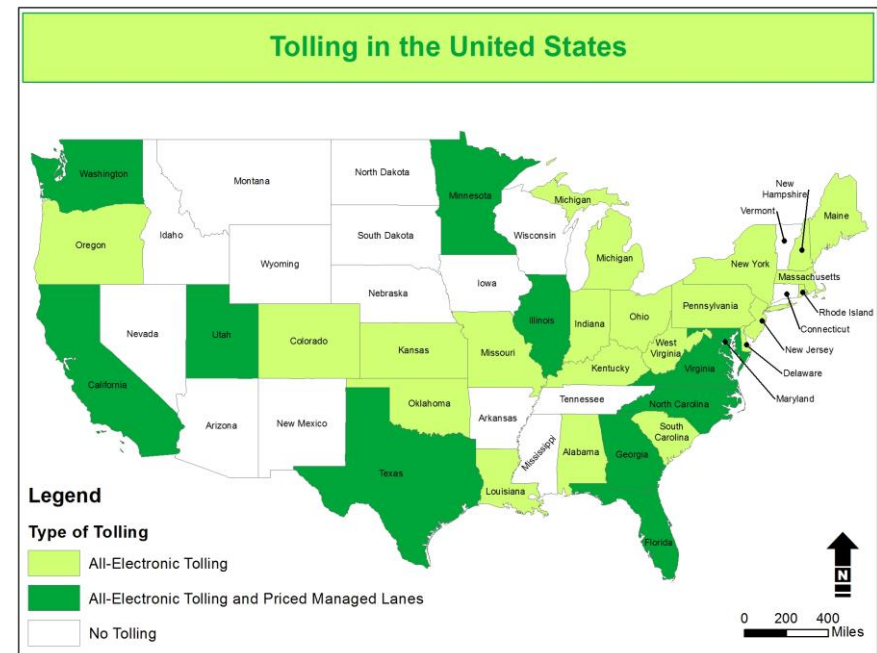 Tolling in the United States
Washington
Montana
North Dakota
Minnesota
Michigan
New
Hampshire
Vermont
Maine
Oregon
Idaho
South Dakota
Wisconsin
Michigan
New York
Massachusetts
Wyoming
Iowa
Nebraska
Pennsylvania
Rhode Island
Connecticut
Nevada
Utah
Colorado
Kansas
Missouri
Illinois
Indiana
Ohio
West
Virginia
New Jersey
Kentucky
Virginia
Delaware
California
Maryland
Arizona
New Mexico
Oklahoma
Arkansas
Tennessee
North Carolina
South
Carolina
Mississippi
Alabama
Georgia
Texas
Louisiana
Florida
Legend
Type of Tolling
All-Electronic Tolling
All-Electronic Tolling and Priced Managed Lanes
No Tolling
N
0 200 400
Miles